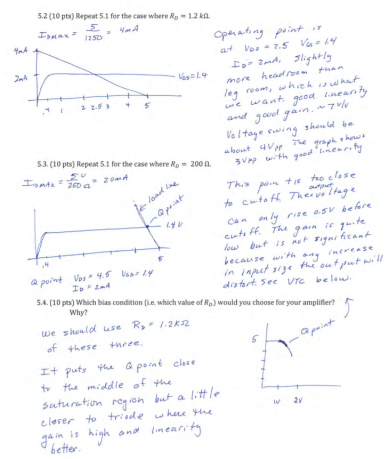 5.2 (10 pts) Repeat 5.1 for the case where R_D = 1.2 kΩ.
I_DMAX = 5/1250 = 4mA
4mA
2mA
V_GS=1.4
.4 1 2 2.5 3 4 5
Operating point is
at V_DS = 2.5 V_GS = 1.4
I_D = 2mA, Slightly
more headroom than
leg room, which is what
we want. good linearity
and good gain. ~ 7 V/V
Voltage swing should be
about 4Vpp The graph shows
3Vpp with good linearity
5.3. (10 pts) Repeat 5.1 for the case where R_D = 200 Ω.
I_DMAX = 5V/250Ω = 20mA
load line
Q point
1.4V
.4
5
Q point V_DS = 4.5 V_GS = 1.4
I_D = 2mA
This point is too close
to cutoff. The output voltage
can only rise 0.5V before
cutoff. The gain is quite
low but is not significant
because with any increase
in input size the output will
distort. See VTC below.
5.4. (10 pts) Which bias condition (i.e. which value of R_D) would you choose for your amplifier?
Why?
We should use R_D = 1.2KΩ
of these three.
It puts the Q point close
to the middle of the
saturation region but a little
closer to triode where the
gain is high and linearity
better.
5
Q point
1V 2V